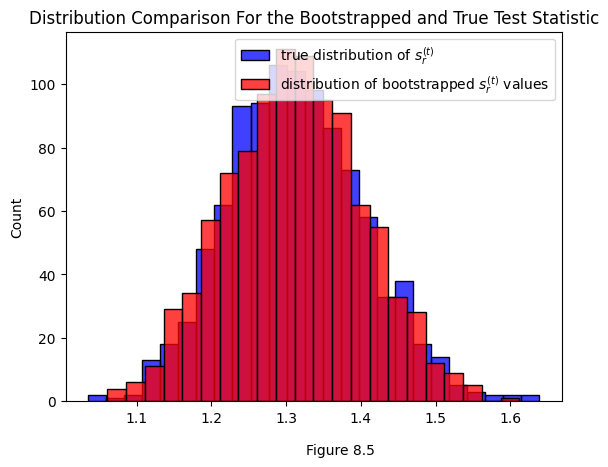 Distribution Comparison For the Bootstrapped and True Test Statistic
true distribution of $s_r^{(t)}$
distribution of bootstrapped $s_r^{(t)}$ values
Count
100
80
60
40
20
0
1.1 1.2 1.3 1.4 1.5 1.6
Figure 8.5